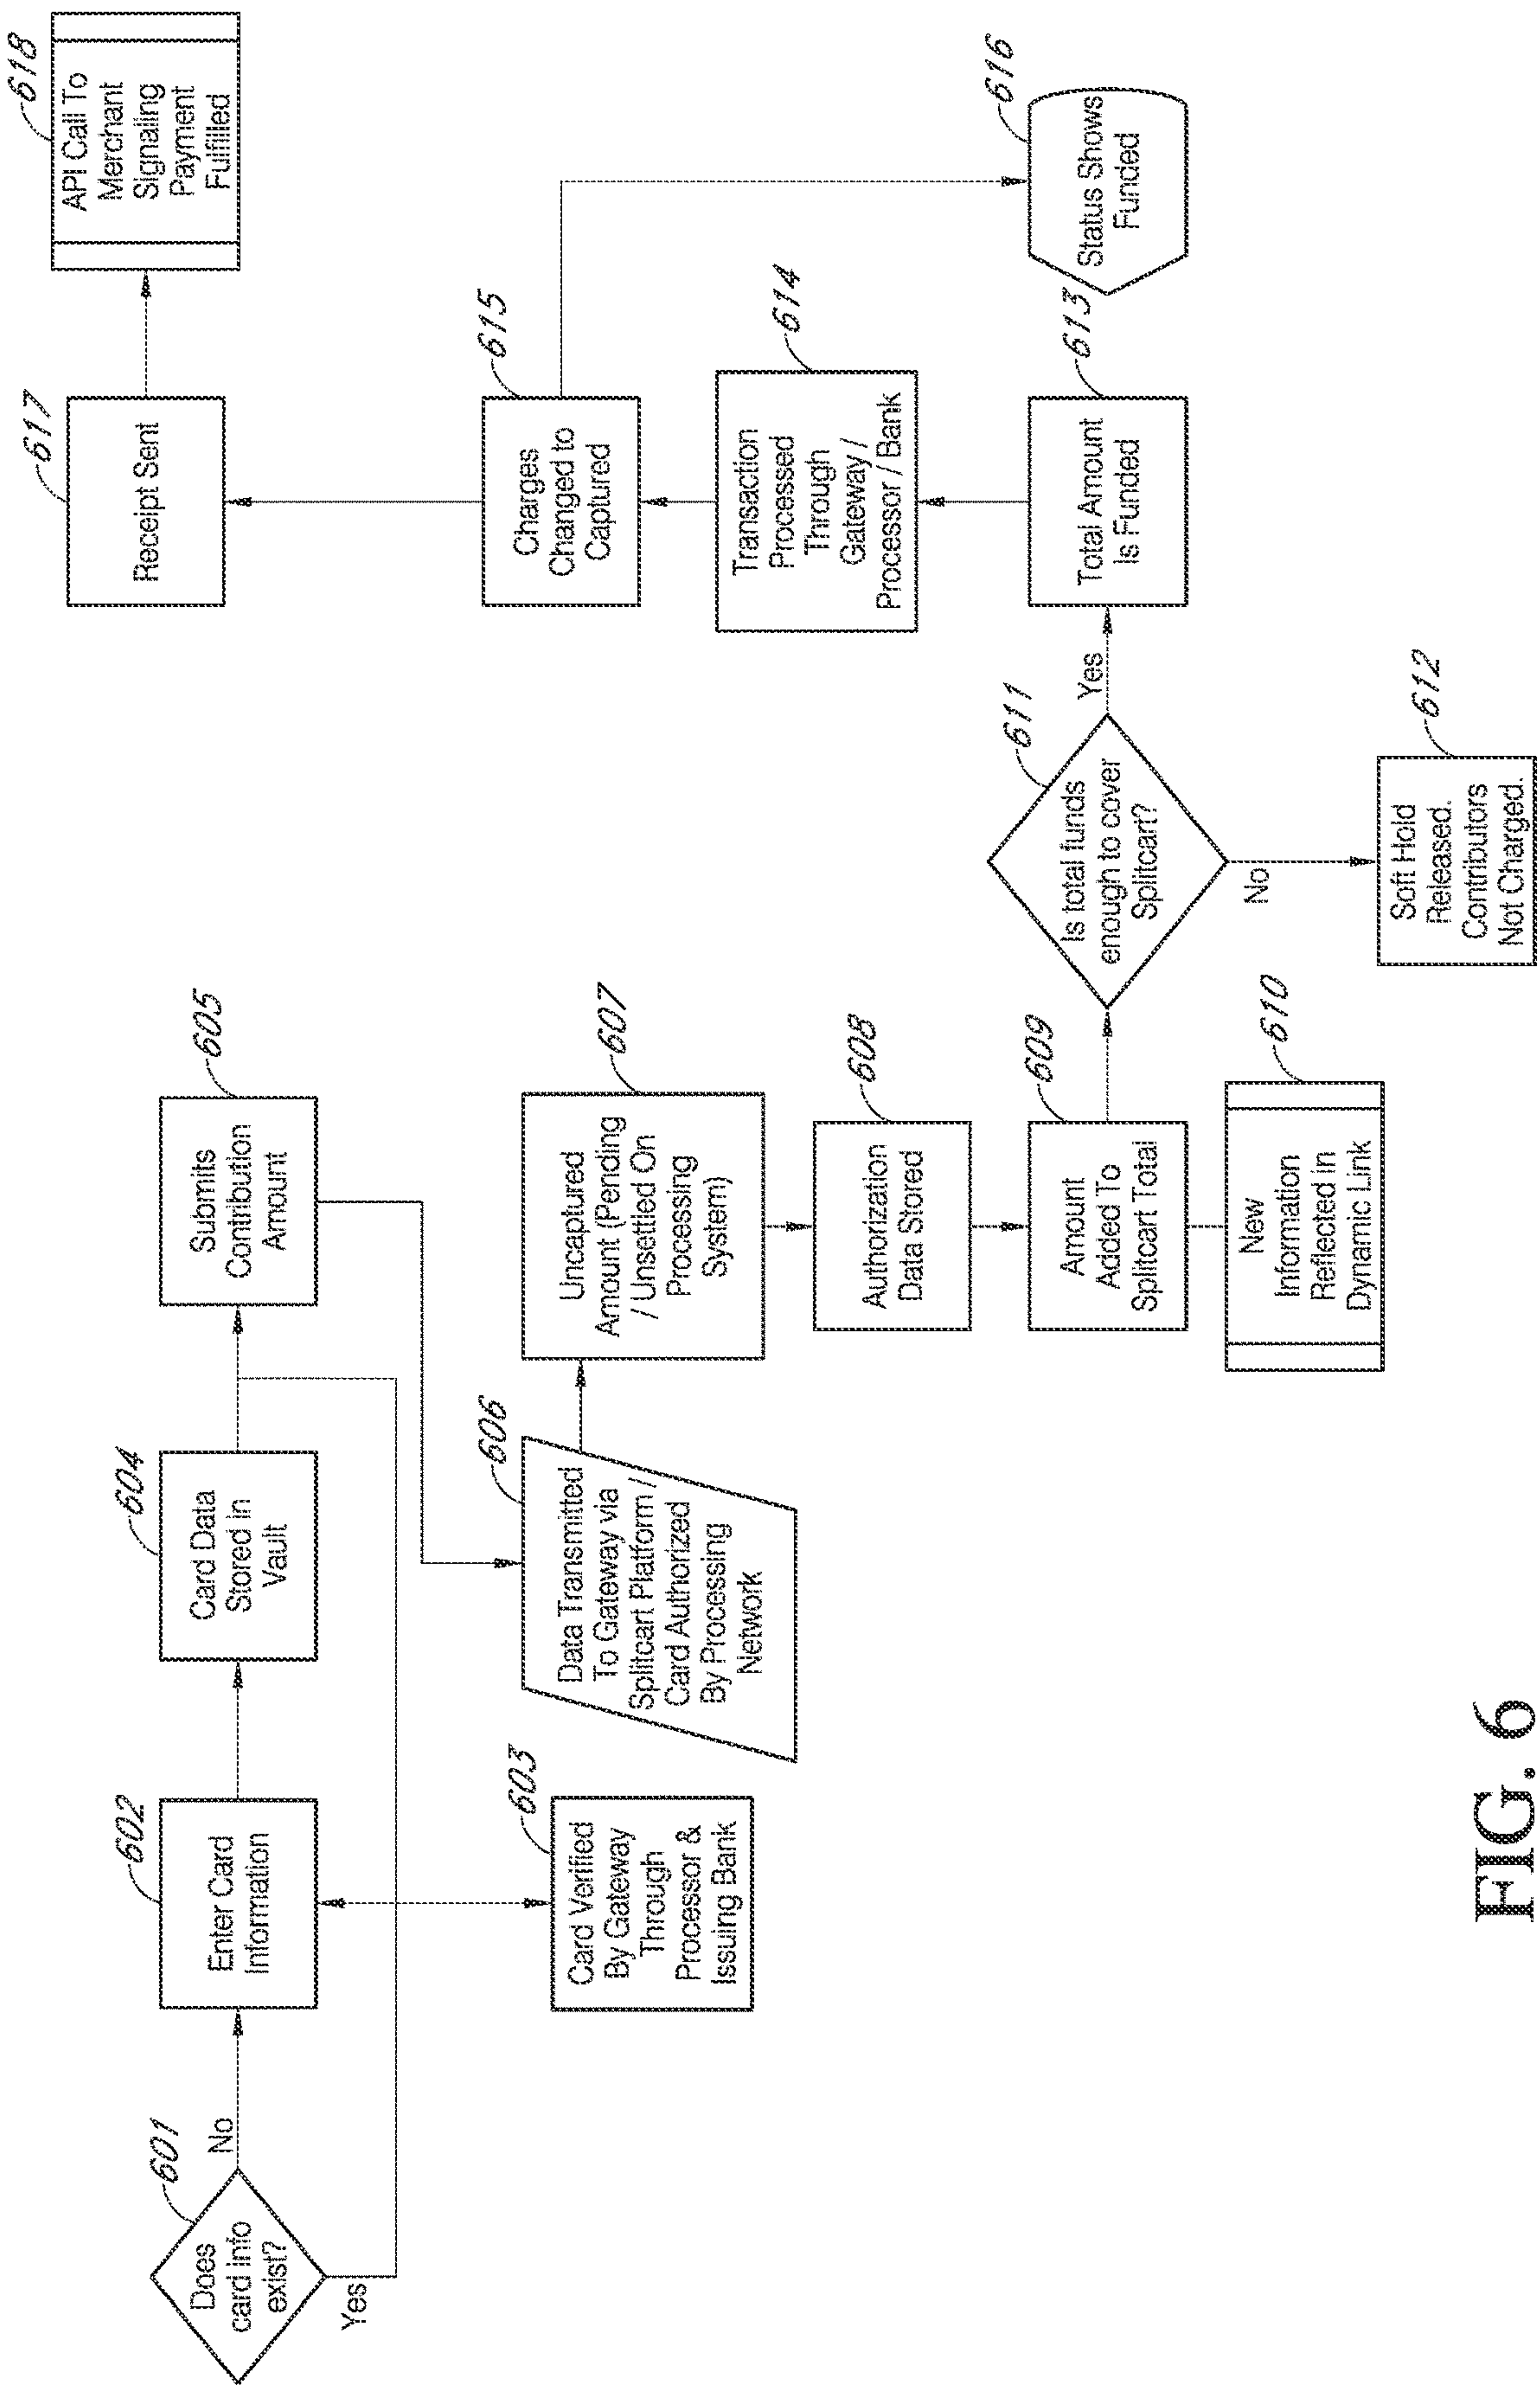 601
Does
card info
exist?
No
Yes
602
Enter Card
Information
603
Card Verified
By Gateway
Through
Processor &
Issuing Bank
604
Card Data
Stored in
Vault
605
Submits
Contribution
Amount
606
Data Transmitted
To Gateway via
Splitcart Platform /
Card Authorized
By Processing
Network
607
Uncaptured
Amount (Pending
/ Unsettled On
Processing
System)
608
Authorization
Data Stored
609
Amount
Added To
Splitcart Total
610
New
Information
Reflected in
Dynamic Link
611
Is total funds
enough to cover
Splitcart?
Yes
No
612
Soft Hold
Released.
Contributors
Not Charged.
613
Total Amount
Is Funded
614
Transaction
Processed
Through
Gateway /
Processor / Bank
615
Charges
Changed to
Captured
616
Status Shows
Funded
617
Receipt Sent
618
API Call To
Merchant
Signaling
Payment
Fulfilled
FIG. 6